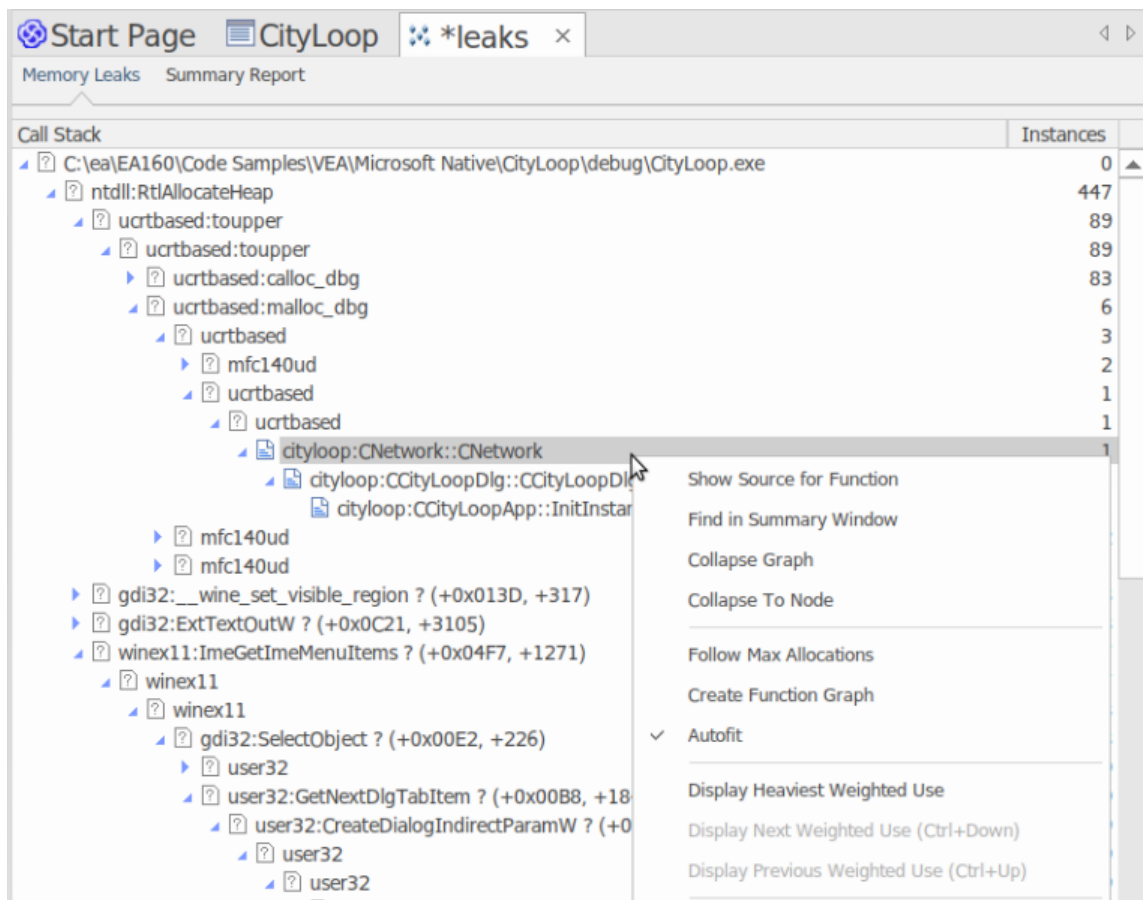 Start Page CityLoop *leaks ×
Memory Leaks Summary Report
Call Stack Instances
C:\ea\EA160\Code Samples\VEA\Microsoft Native\CityLoop\debug\CityLoop.exe 0
ntdll:RtlAllocateHeap 447
ucrtbased:toupper 89
ucrtbased:toupper 89
ucrtbased:calloc_dbg 83
ucrtbased:malloc_dbg 6
ucrtbased 3
mfc140ud 2
ucrtbased 1
ucrtbased 1
cityloop:CNetwork::CNetwork 1
cityloop:CCityLoopDlg::CCityLoopDlg
cityloop:CCityLoopApp::InitInstan
mfc140ud
mfc140ud
gdi32:__wine_set_visible_region ? (+0x013D, +317)
gdi32:ExtTextOutW ? (+0x0C21, +3105)
winex11:ImeGetImeMenuItems ? (+0x04F7, +1271)
winex11
winex11
gdi32:SelectObject ? (+0x00E2, +226)
user32
user32:GetNextDlgTabItem ? (+0x00B8, +18
user32:CreateDialogIndirectParamW ? (+0
user32
user32
Show Source for Function
Find in Summary Window
Collapse Graph
Collapse To Node
Follow Max Allocations
Create Function Graph
Autofit
Display Heaviest Weighted Use
Display Next Weighted Use (Ctrl+Down)
Display Previous Weighted Use (Ctrl+Up)